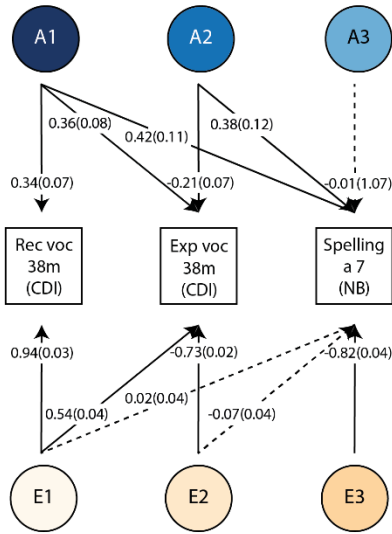 A1 A2 A3
0.36(0.08) 0.42(0.11) 0.38(0.12)
0.34(0.07) -0.21(0.07) -0.01(1.07)
Rec voc
38m
(CDI)
Exp voc
38m
(CDI)
Spelling
a 7
(NB)
0.94(0.03) -0.73(0.02) -0.82(0.04)
0.54(0.04) 0.02(0.04) -0.07(0.04)
E1 E2 E3